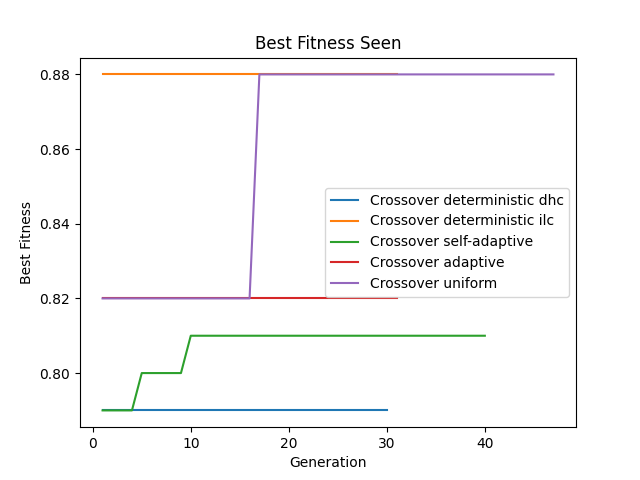 Best Fitness Seen
Best Fitness
0.88
0.86
0.84
0.82
0.80
Crossover deterministic dhc
Crossover deterministic ilc
Crossover self-adaptive
Crossover adaptive
Crossover uniform
0 10 20 30 40
Generation